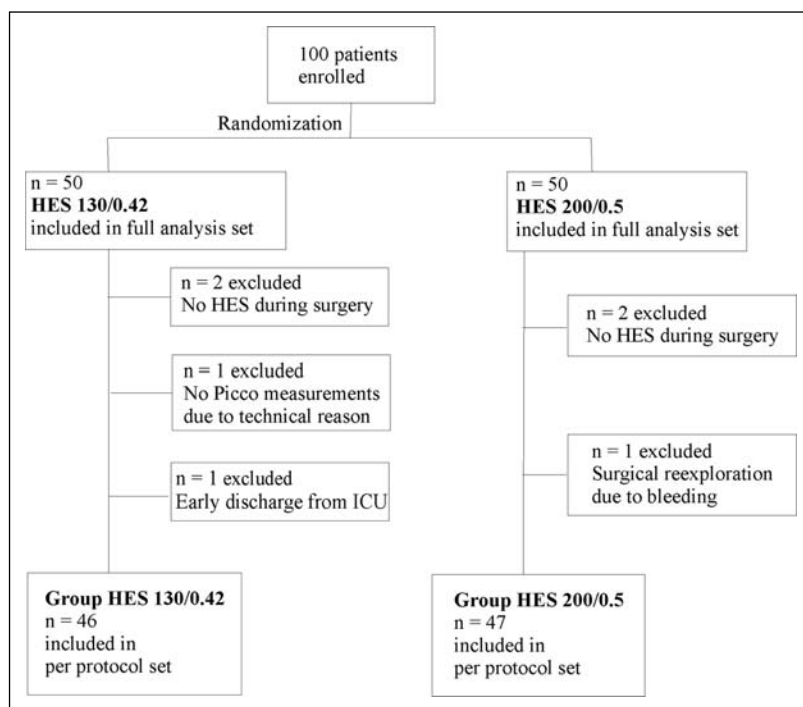 100 patients
enrolled
Randomization
n = 50
HES 130/0.42
included in full analysis set
n = 50
HES 200/0.5
included in full analysis set
n = 2 excluded
No HES during surgery
n = 1 excluded
No Picco measurements
due to technical reason
n = 1 excluded
Early discharge from ICU
n = 2 excluded
No HES during surgery
n = 1 excluded
Surgical reexploration
due to bleeding
Group HES 130/0.42
n = 46
included in
per protocol set
Group HES 200/0.5
n = 47
included in
per protocol set